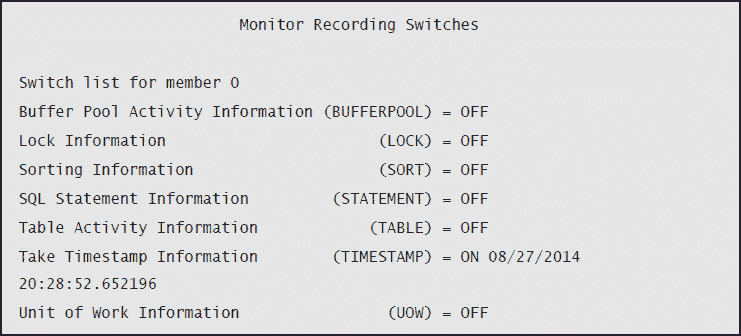 Monitor Recording Switches
Switch list for member 0
Buffer Pool Activity Information (BUFFERPOOL) = OFF
Lock Information (LOCK) = OFF
Sorting Information (SORT) = OFF
SQL Statement Information (STATEMENT) = OFF
Table Activity Information (TABLE) = OFF
Take Timestamp Information (TIMESTAMP) = ON 08/27/2014
20:28:52.652196
Unit of Work Information (UOW) = OFF